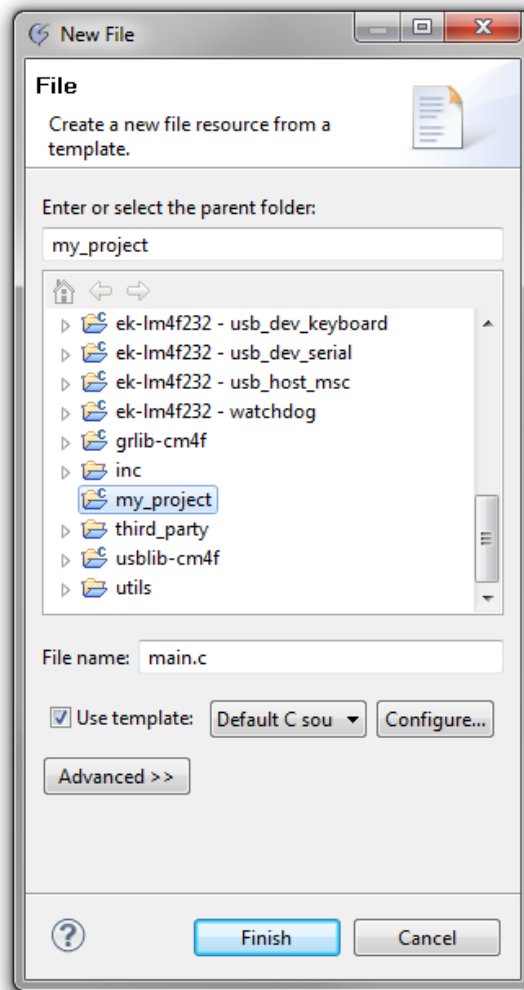 New File
File
Create a new file resource from a
template.
Enter or select the parent folder:
my_project
ek-lm4f232 - usb_dev_keyboard
ek-lm4f232 - usb_dev_serial
ek-lm4f232 - usb_host_msc
ek-lm4f232 - watchdog
grlib-cm4f
inc
my_project
third_party
usblib-cm4f
utils
File name: main.c
Use template: Default C sou Configure...
Advanced >>
Finish Cancel